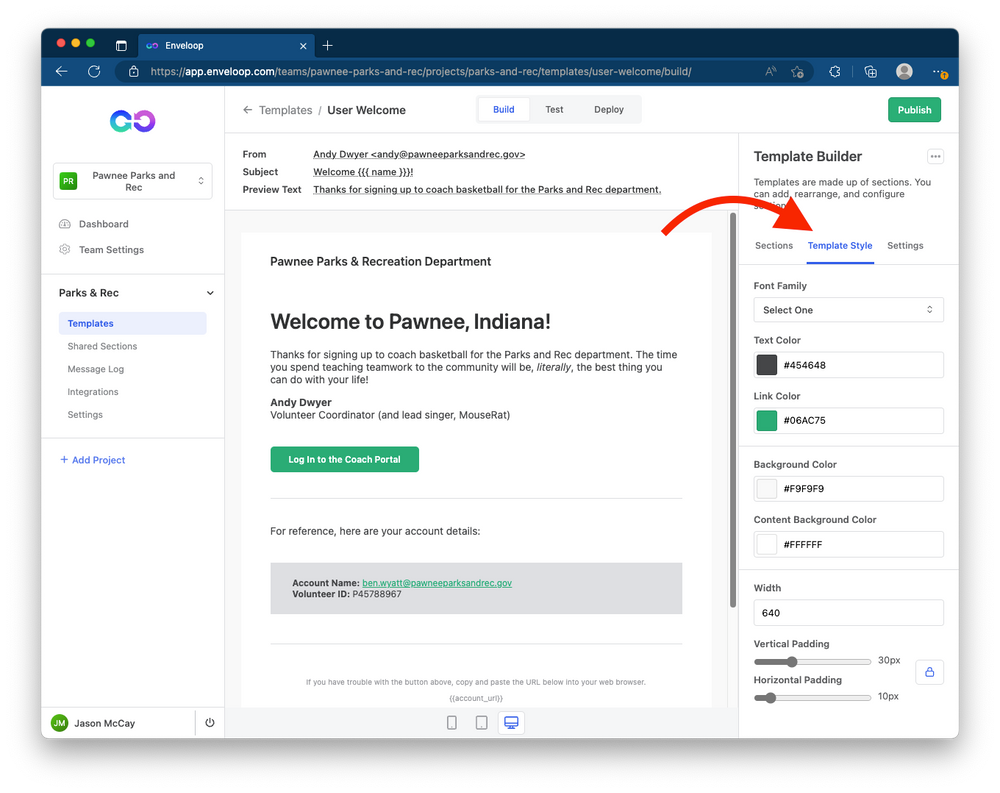 Enveloop
https://app.enveloop.com/teams/pawnee-parks-and-rec/projects/parks-and-rec/templates/user-welcome/build/
PR
Pawnee Parks and
Rec
Dashboard
Team Settings
Parks & Rec
Templates
Shared Sections
Message Log
Integrations
Settings
+ Add Project
JM
Jason McCay
← Templates / User Welcome
Build
Test
Deploy
Publish
From
Andy Dwyer <andy@pawneeparksandrec.gov>
Subject
Welcome {{{ name }}}!
Preview Text
Thanks for signing up to coach basketball for the Parks and Rec department.
Pawnee Parks & Recreation Department
Welcome to Pawnee, Indiana!
Thanks for signing up to coach basketball for the Parks and Rec department. The time
you spend teaching teamwork to the community will be, literally, the best thing you
can do with your life!
Andy Dwyer
Volunteer Coordinator (and lead singer, MouseRat)
Log In to the Coach Portal
For reference, here are your account details:
Account Name: ben.wyatt@pawneeparksandrec.gov
Volunteer ID: P45788967
If you have trouble with the button above, copy and paste the URL below into your web browser.
{{account_url}}
Template Builder
Templates are made up of sections. You
can add, rearrange, and configure
Sections
Template Style
Settings
Font Family
Select One
Text Color
#454648
Link Color
#06AC75
Background Color
#F9F9F9
Content Background Color
#FFFFFF
Width
640
Vertical Padding
30px
Horizontal Padding
10px